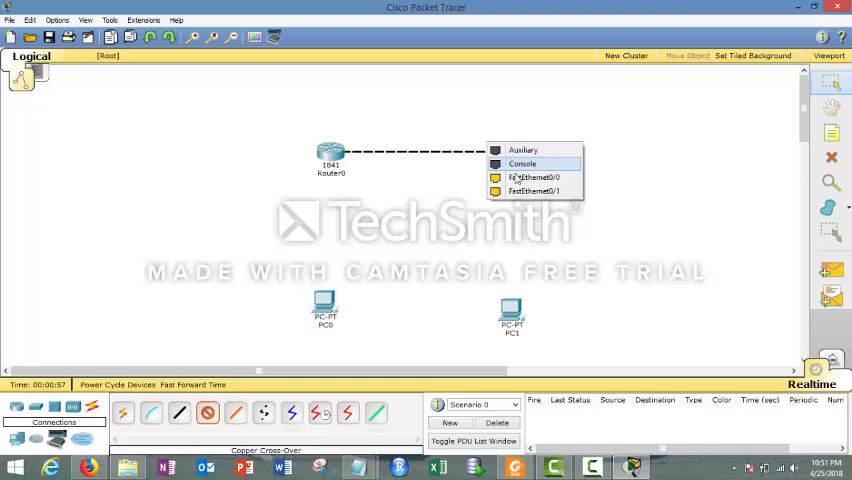 Cisco Packet Tracer
File Edit Options View Tools Extensions Help
Logical [Root] New Cluster Move Object Set Tiled Background Viewport
Auxiliary
Console
FastEthernet0/0
FastEthernet0/1
1841
Router0
TechSmith®
MADE WITH CAMTASIA FREE TRIAL
PC-PT
PC0
PC-PT
PC1
Time: 00:00:57 Power Cycle Devices Fast Forward Time Realtime
Scenario 0
New Delete
Toggle PDU List Window
Fire Last Status Source Destination Type Color Time (sec) Periodic Num
Connections
Copper Cross-Over
10:51 PM
4/25/2018